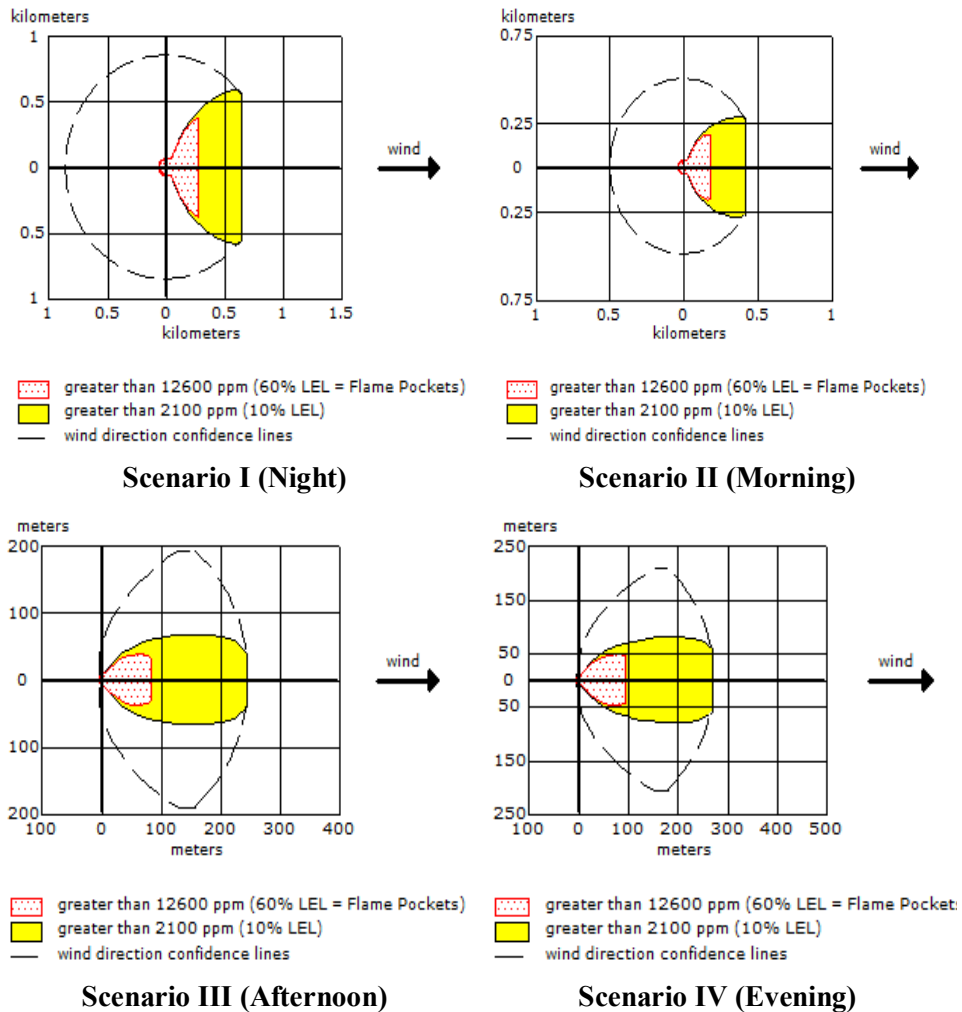 kilometers
1
0.5
0
0.5
1
1 0.5 0 0.5 1 1.5
kilometers
wind
greater than 12600 ppm (60% LEL = Flame Pockets)
greater than 2100 ppm (10% LEL)
wind direction confidence lines
Scenario I (Night)
kilometers
0.75
0.25
0
0.25
0.75
1 0.5 0 0.5 1
kilometers
wind
greater than 12600 ppm (60% LEL = Flame Pockets)
greater than 2100 ppm (10% LEL)
wind direction confidence lines
Scenario II (Morning)
meters
200
100
0
100
200
100 0 100 200 300 400
meters
wind
greater than 12600 ppm (60% LEL = Flame Pockets)
greater than 2100 ppm (10% LEL)
wind direction confidence lines
Scenario III (Afternoon)
meters
250
150
50
0
50
150
250
100 0 100 200 300 400 500
meters
wind
greater than 12600 ppm (60% LEL = Flame Pockets
greater than 2100 ppm (10% LEL)
wind direction confidence lines
Scenario IV (Evening)